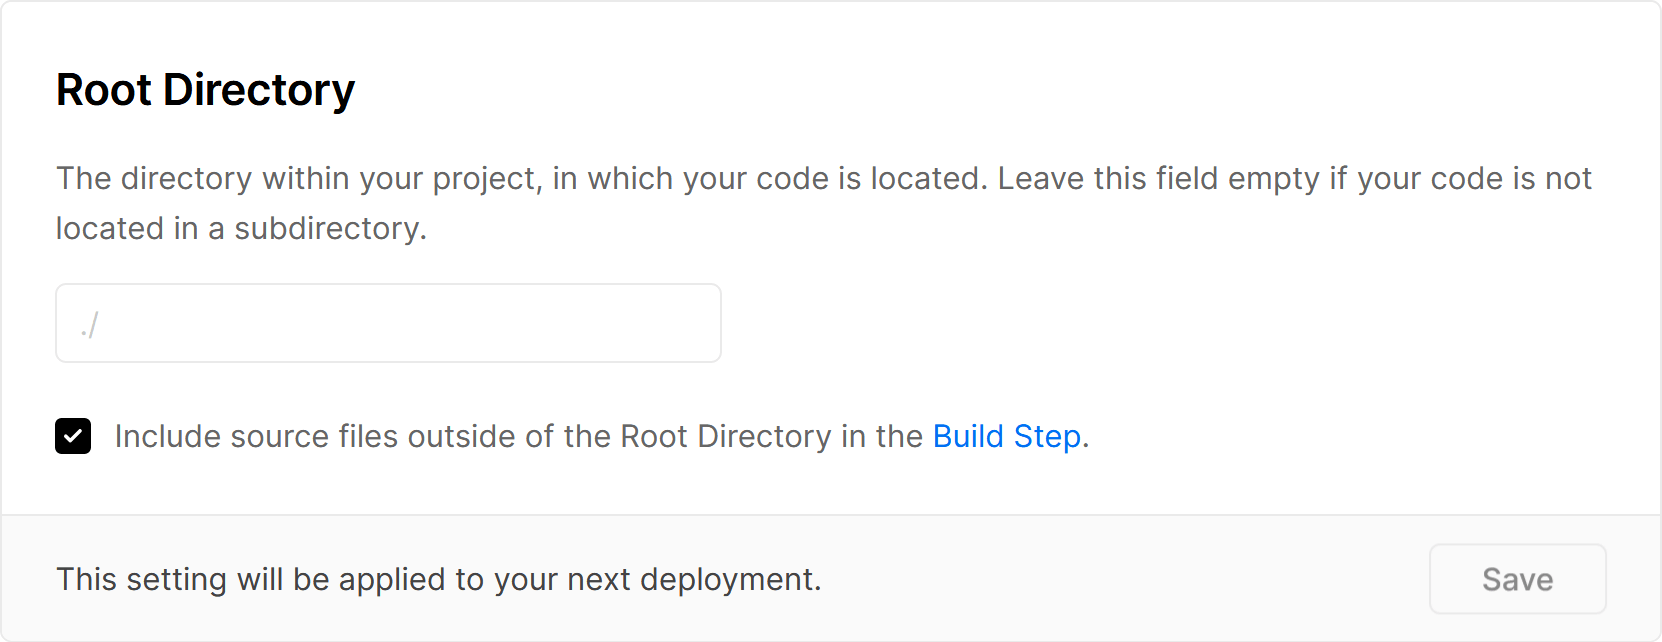 Root Directory
The directory within your project, in which your code is located. Leave this field empty if your code is not
located in a subdirectory.
./
Include source files outside of the Root Directory in the Build Step.
This setting will be applied to your next deployment.
Save